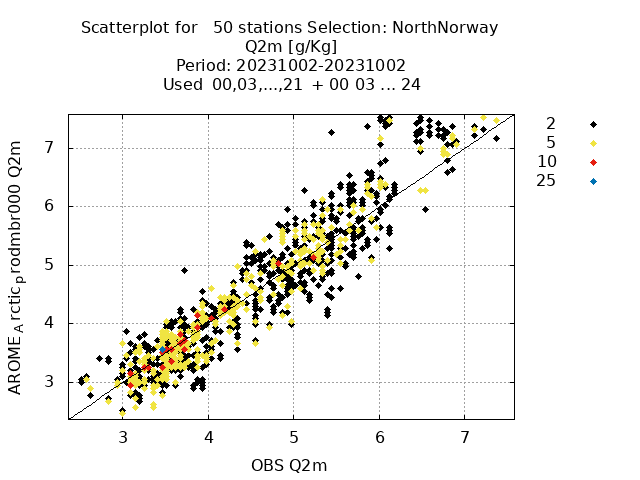 Scatterplot for 50 stations Selection: NorthNorway
Q2m [g/Kg]
Period: 20231002-20231002
Used 00,03,...,21 + 00 03 ... 24
2
5
10
25
7
6
5
4
3
AROME_Arctic_prodmbr000 Q2m
3 4 5 6 7
OBS Q2m